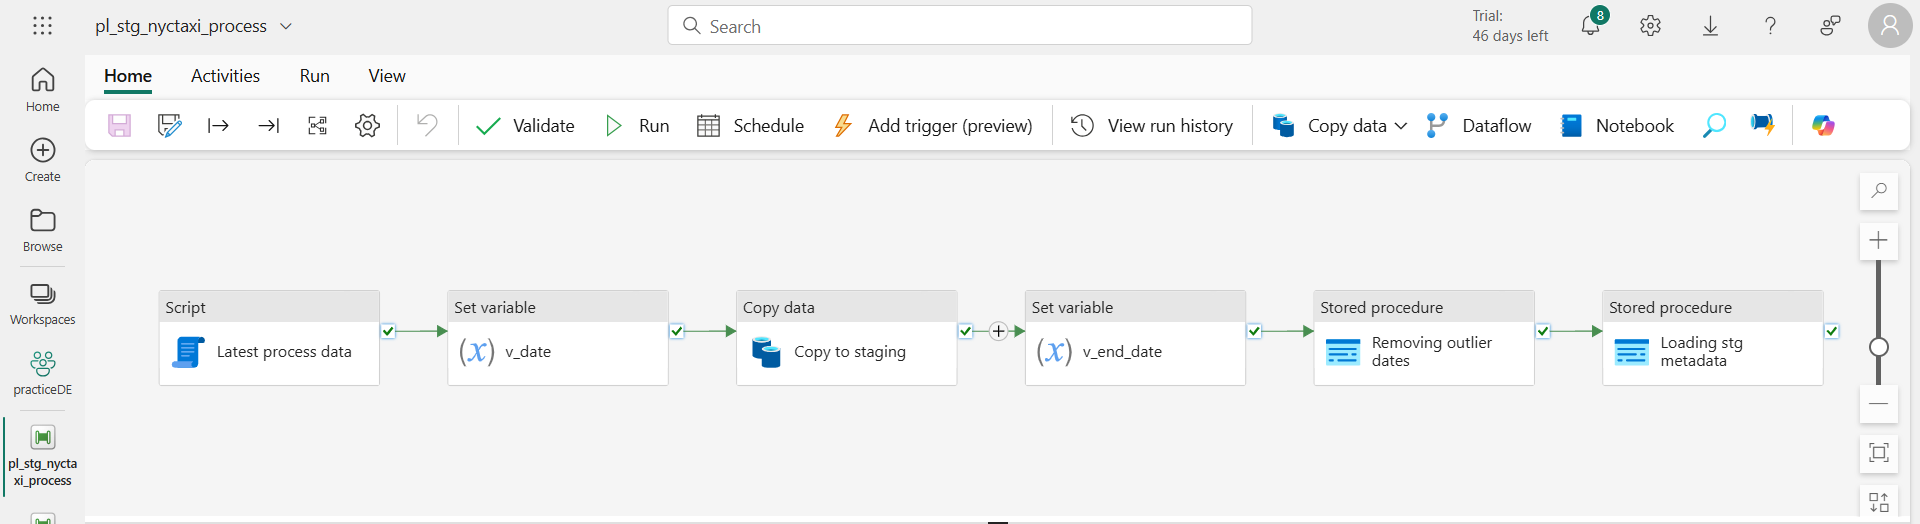 pl_stg_nyctaxi_process
Search
Trial:
46 days left
8
Home
Activities
Run
View
Validate
Run
Schedule
Add trigger (preview)
View run history
Copy data
Dataflow
Notebook
Home
Create
Browse
Workspaces
practiceDE
pl_stg_nycta
xi_process
Script
Latest process data
Set variable
(x) v_date
Copy data
Copy to staging
Set variable
(x) v_end_date
Stored procedure
Removing outlier
dates
Stored procedure
Loading stg
metadata